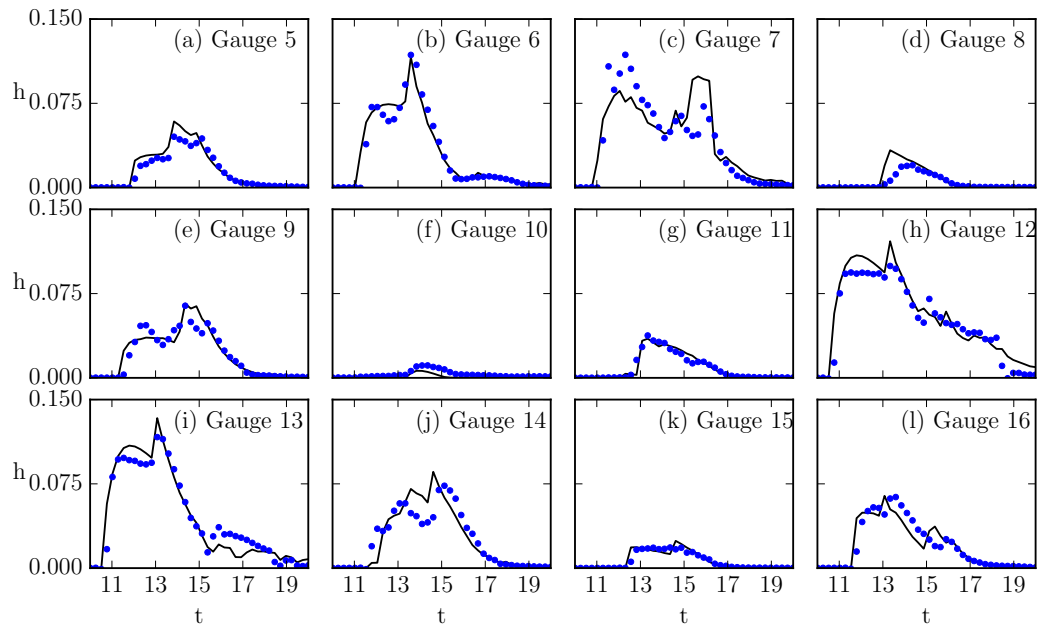 0.150
(a) Gauge 5
(b) Gauge 6
(c) Gauge 7
(d) Gauge 8
h
0.075
0.000
0.150
(e) Gauge 9
(f) Gauge 10
(g) Gauge 11
(h) Gauge 12
h
0.075
0.000
0.150
(i) Gauge 13
(j) Gauge 14
(k) Gauge 15
(l) Gauge 16
h
0.075
0.000
11 13 15 17 19
11 13 15 17 19
11 13 15 17 19
11 13 15 17 19
t
t
t
t